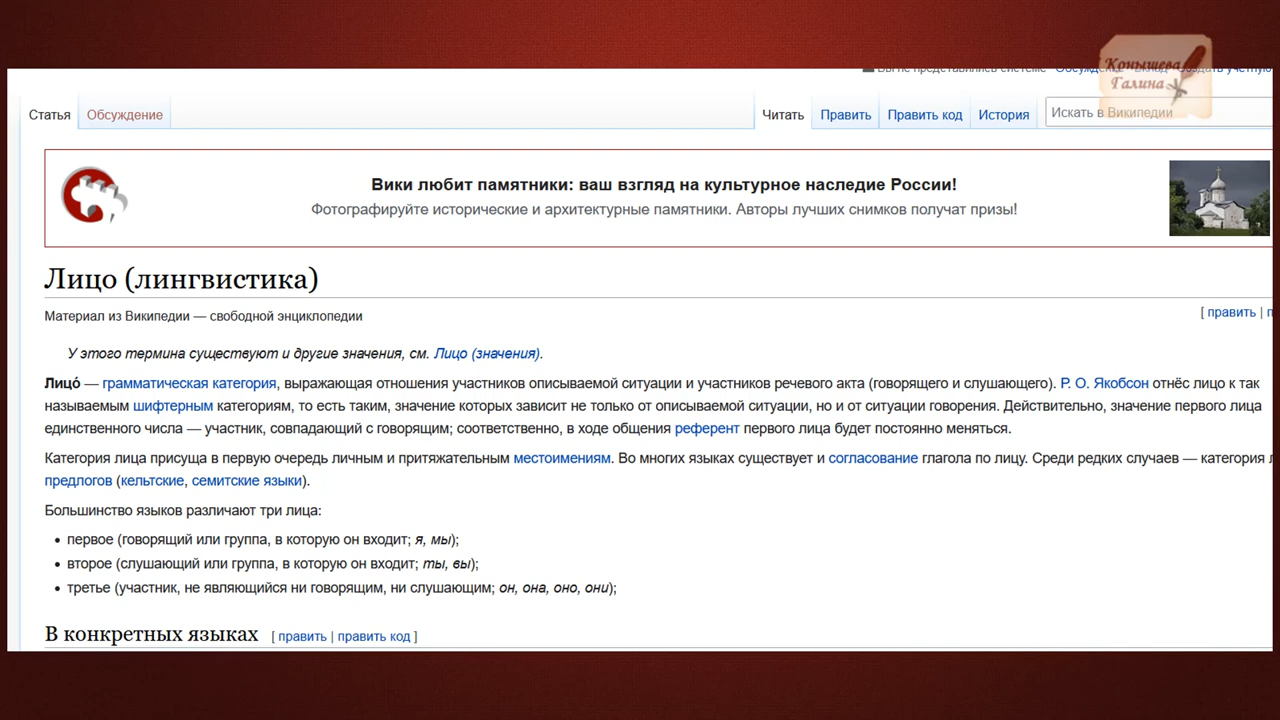 Конышева
Галина
Вы не представились системе Обсуждение Вклад Создать учётную
Статья Обсуждение Читать Править Править код История Искать в Википедии
Вики любит памятники: ваш взгляд на культурное наследие России!
Фотографируйте исторические и архитектурные памятники. Авторы лучших снимков получат призы!
Лицо (лингвистика)
Материал из Википедии — свободной энциклопедии
[ править |
У этого термина существуют и другие значения, см. Лицо (значения).
Лицо́ — грамматическая категория, выражающая отношения участников описываемой ситуации и участников речевого акта (говорящего и слушающего). Р. О. Якобсон отнёс лицо к так
называемым шифтерным категориям, то есть таким, значение которых зависит не только от описываемой ситуации, но и от ситуации говорения. Действительно, значение первого лица
единственного числа — участник, совпадающий с говорящим; соответственно, в ходе общения референт первого лица будет постоянно меняться.
Категория лица присуща в первую очередь личным и притяжательным местоимениям. Во многих языках существует и согласование глагола по лицу. Среди редких случаев — категория
предлогов (кельтские, семитские языки).
Большинство языков различают три лица:
• первое (говорящий или группа, в которую он входит; я, мы);
• второе (слушающий или группа, в которую он входит; ты, вы);
• третье (участник, не являющийся ни говорящим, ни слушающим; он, она, оно, они);
В конкретных языках [ править | править код ]